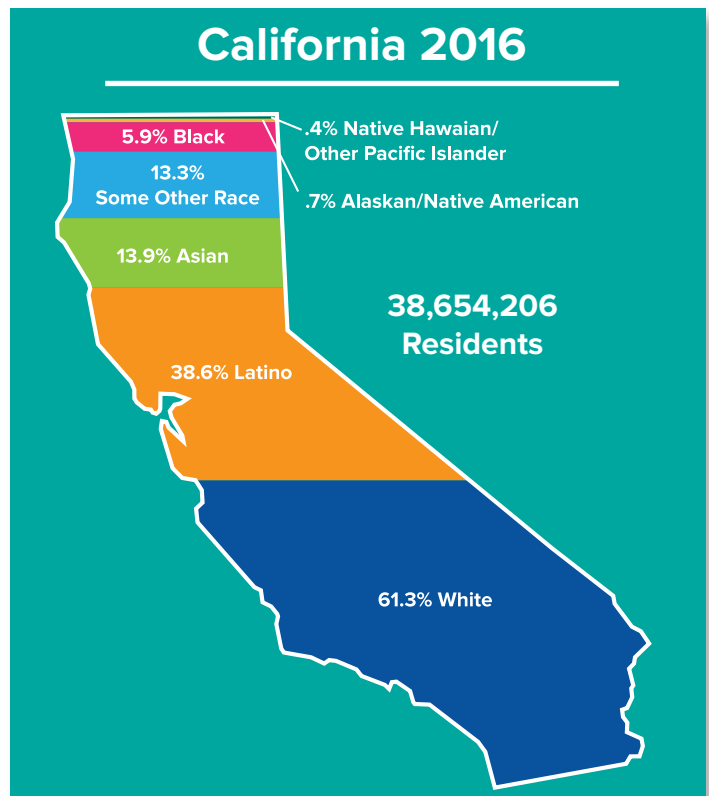 California 2016
.4% Native Hawaian/
Other Pacific Islander
5.9% Black
13.3%
Some Other Race
.7% Alaskan/Native American
13.9% Asian
38,654,206
Residents
38.6% Latino
61.3% White